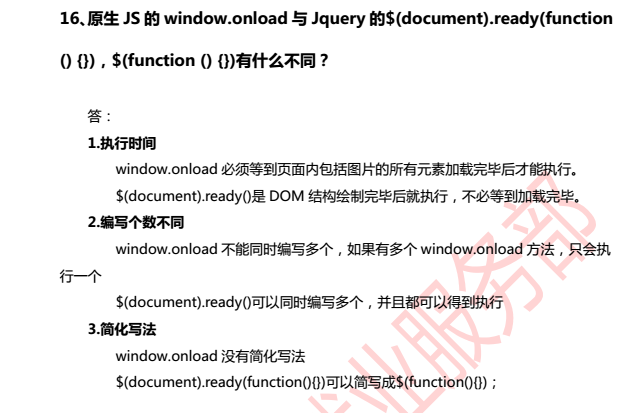 16、原生 JS 的 window.onload 与 Jquery 的$(document).ready(function
() {})，$(function () {})有什么不同？
答：
1.执行时间
window.onload 必须等到页面内包括图片的所有元素加载完毕后才能执行。
$(document).ready()是 DOM 结构绘制完毕后就执行，不必等到加载完毕。
2.编写个数不同
window.onload 不能同时编写多个，如果有多个 window.onload 方法，只会执
行一个
$(document).ready()可以同时编写多个，并且都可以得到执行
3.简化写法
window.onload 没有简化写法
$(document).ready(function(){})可以简写成$(function(){})；
业服务部